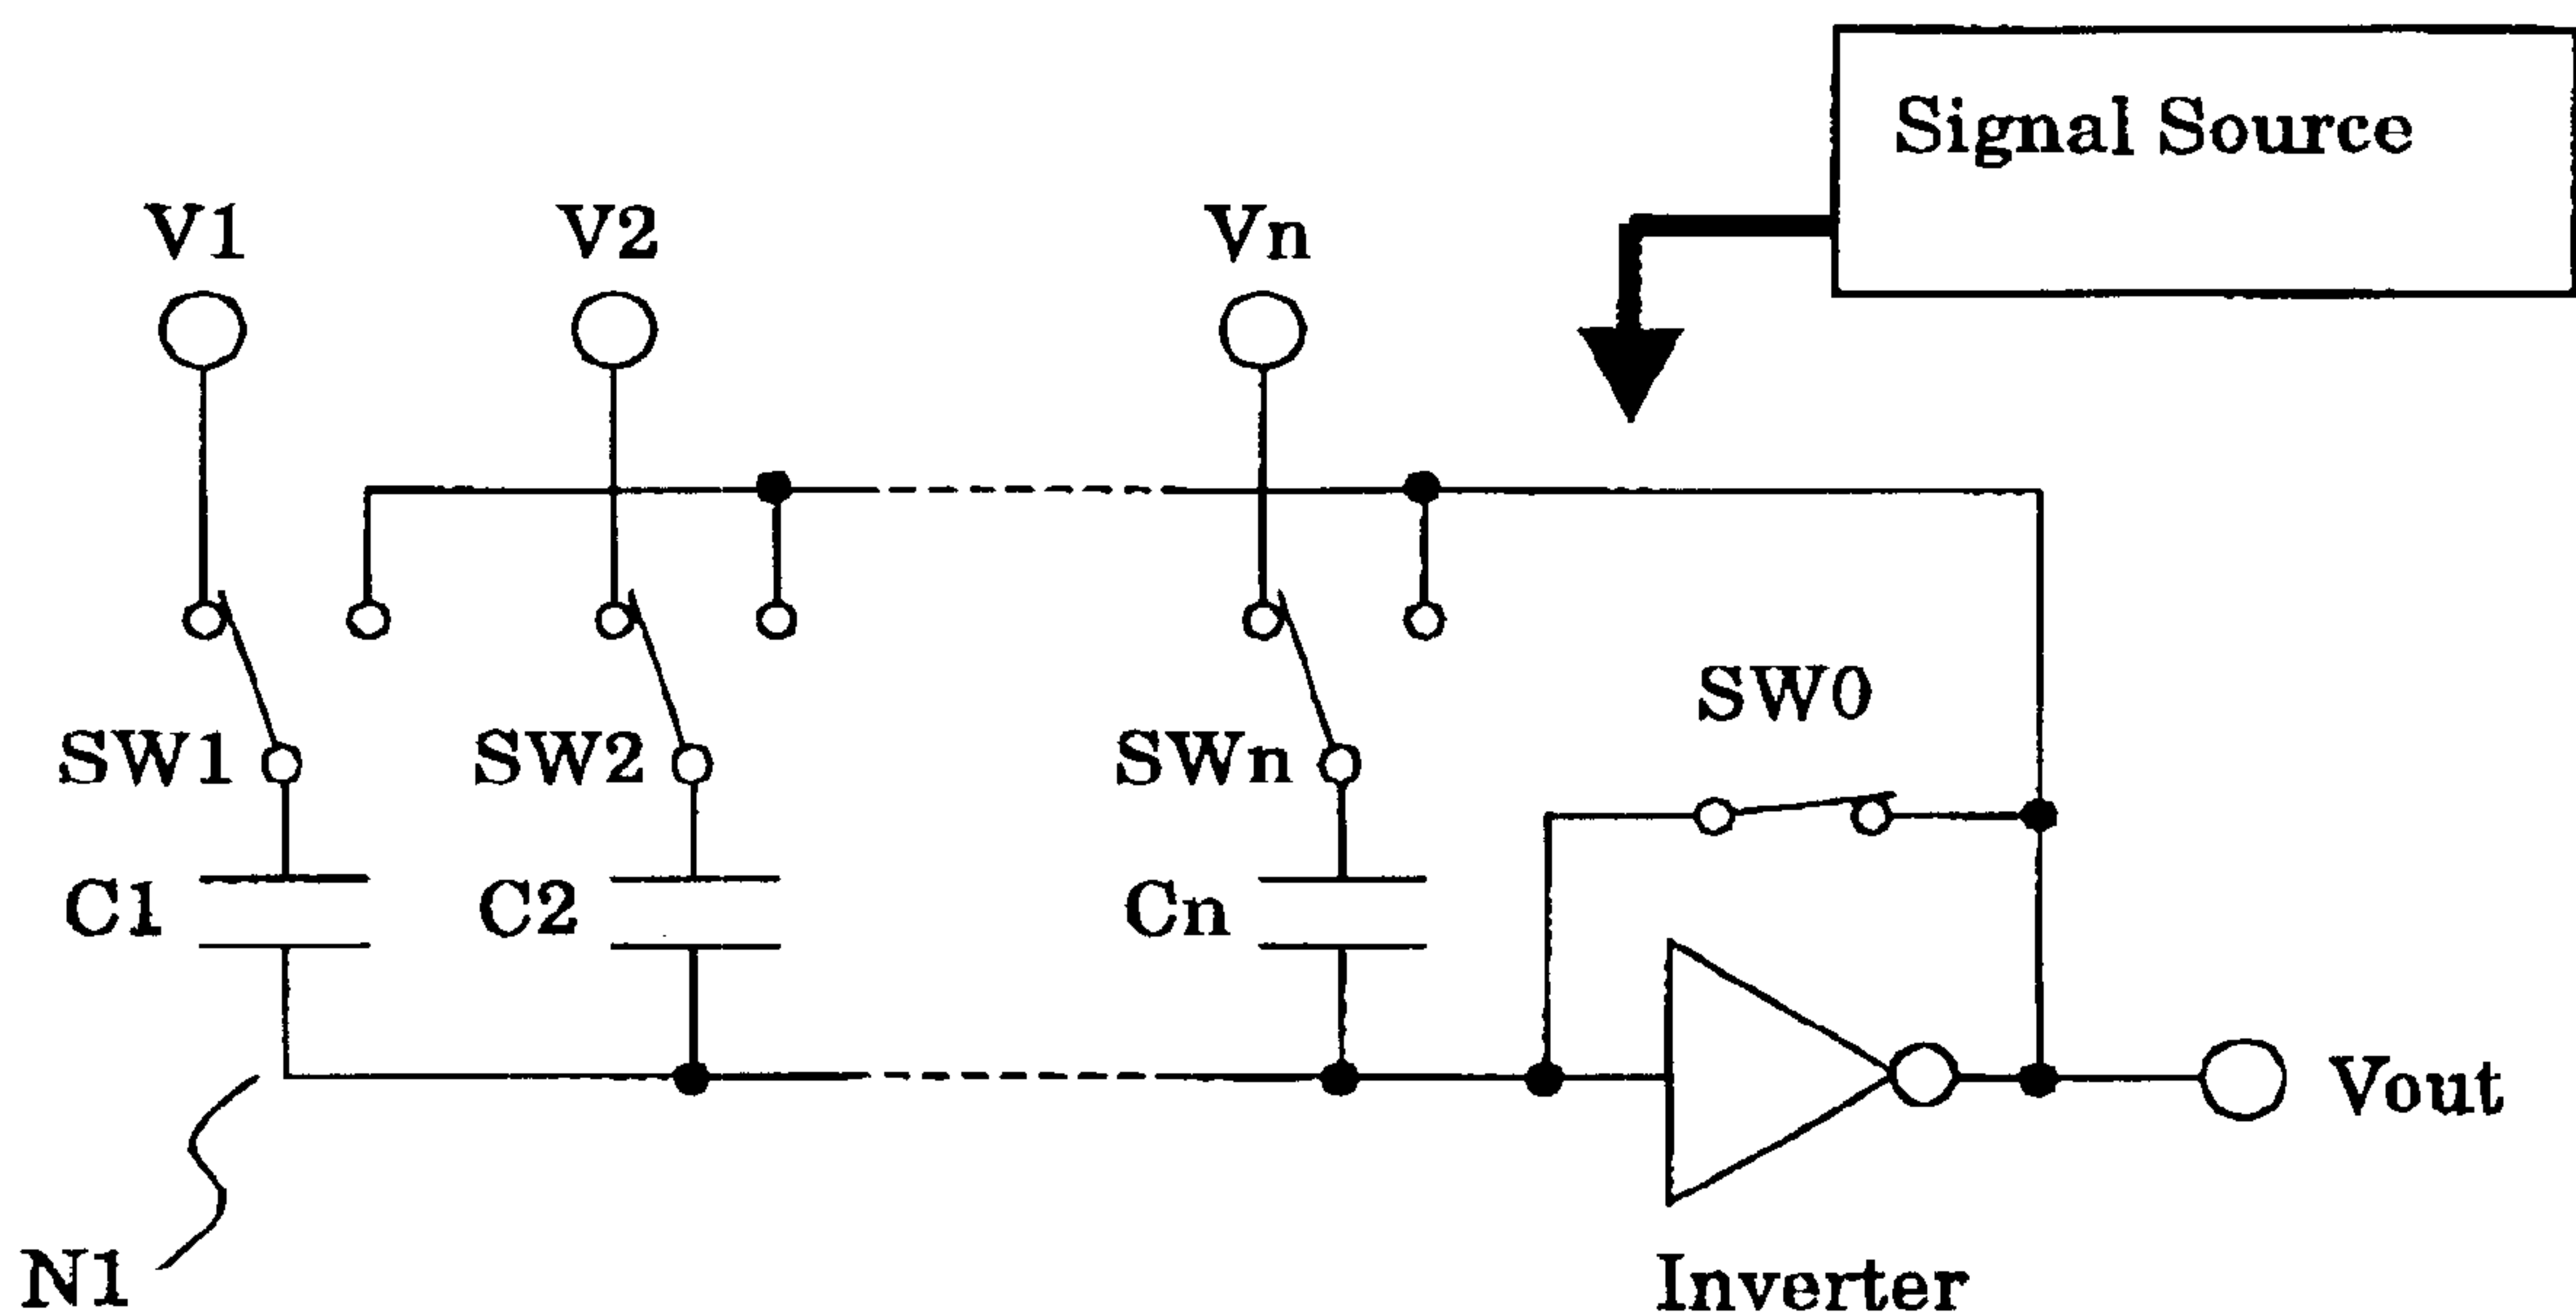 Signal Source
V1
V2
Vn
SW0
SW1
SW2
SWn
C1
C2
Cn
Vout
N1
Inverter